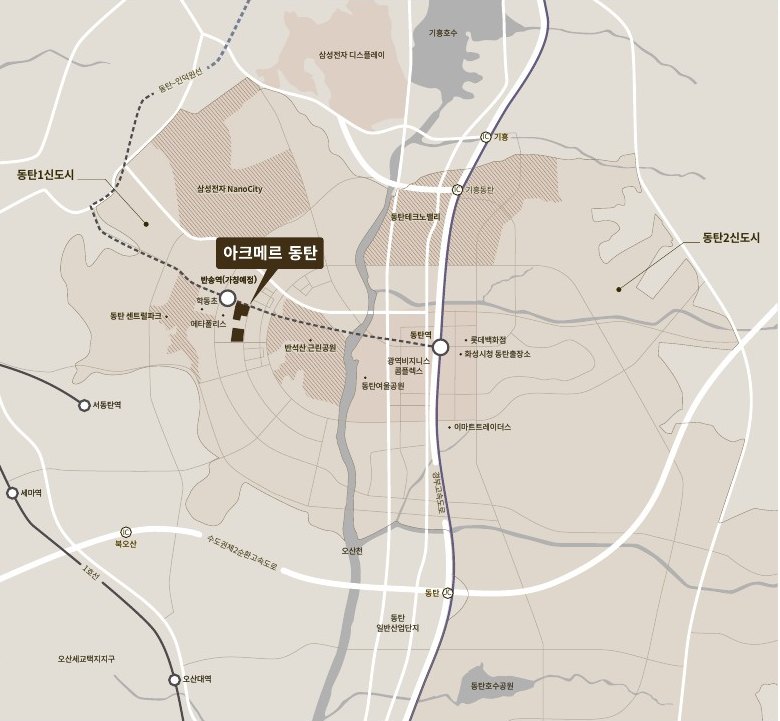 기흥호수
삼성전자 디스플레이
동탄~인덕원선
IC 기흥
동탄1신도시
삼성전자 NanoCity
IC 기흥동탄
동탄테크노밸리
동탄2신도시
아크메르 동탄
반송역(가칭예정)
학동초
동탄 센트럴파크
메타폴리스
반석산 근린공원
동탄역
롯데백화점
화성시청 동탄출장소
광역비지니스
콤플렉스
동탄여울공원
서동탄역
이마트트레이더스
경부고속도로
세마역
IC
북오산
수도권제2순환고속도로
오산천
1호선
동탄 JC
동탄
일반산업단지
오산세교택지지구
오산대역
동탄호수공원